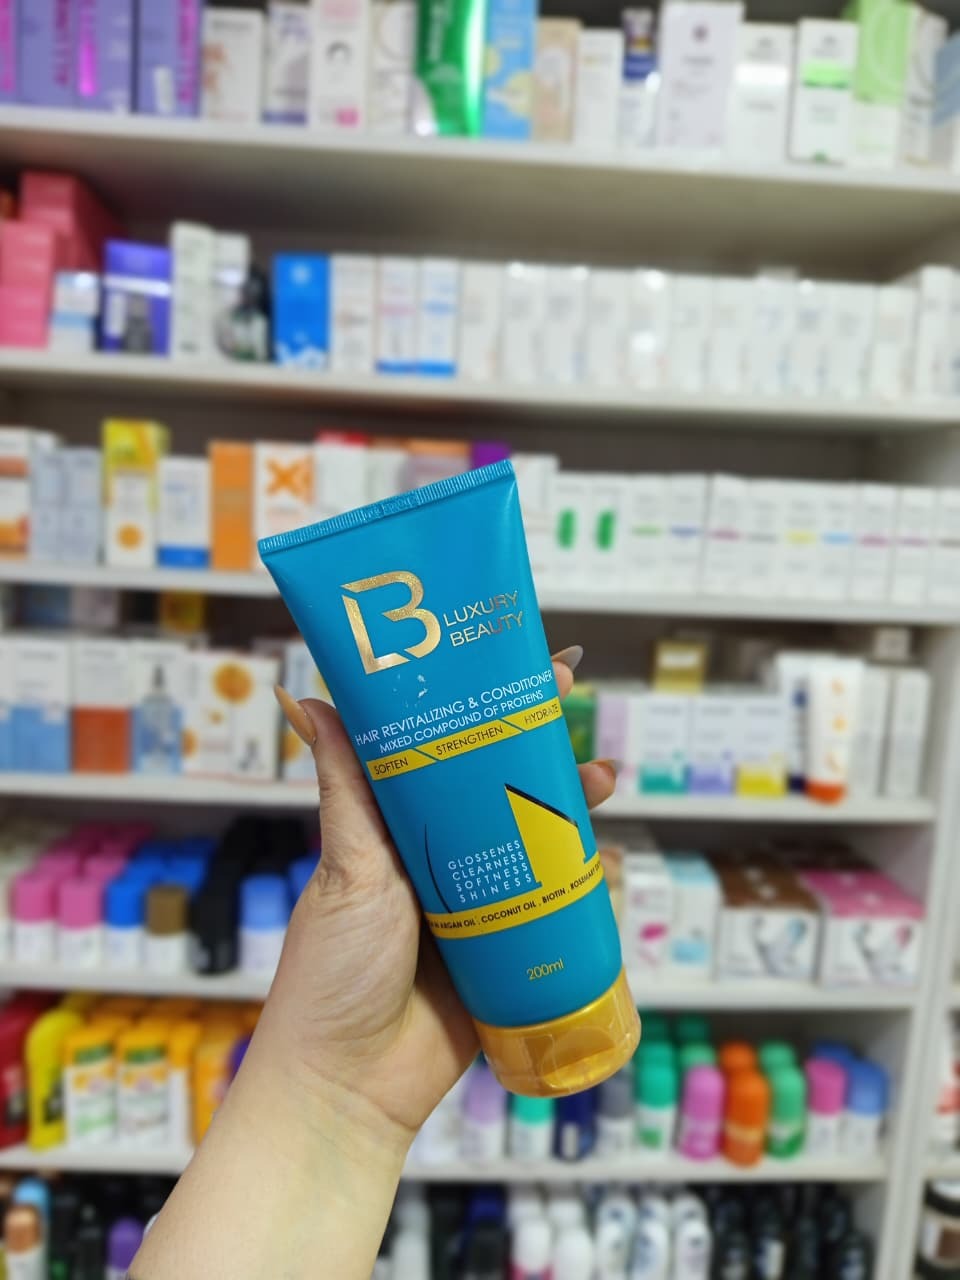 LB LUXURY
BEAUTY
HAIR REVITALIZING & CONDITIONER
MIXED COMPOUND OF PROTEINS
SOFTEN STRENGTHEN HYDRATE
GLOSSENES
CLEARNESS
SOFTNESS
SHINESS
ARGAN OIL , COCONUT OIL , BIOTIN , ROSEMARY
200ml